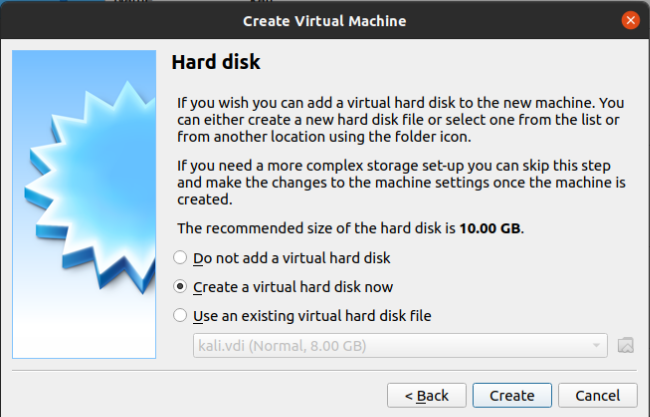 Create Virtual Machine
Hard disk
If you wish you can add a virtual hard disk to the new machine. You
can either create a new hard disk file or select one from the list or
from another location using the folder icon.
If you need a more complex storage set-up you can skip this step
and make the changes to the machine settings once the machine is
created.
The recommended size of the hard disk is 10.00 GB.
Do not add a virtual hard disk
Create a virtual hard disk now
Use an existing virtual hard disk file
kali.vdi (Normal, 8.00 GB)
< Back Create Cancel